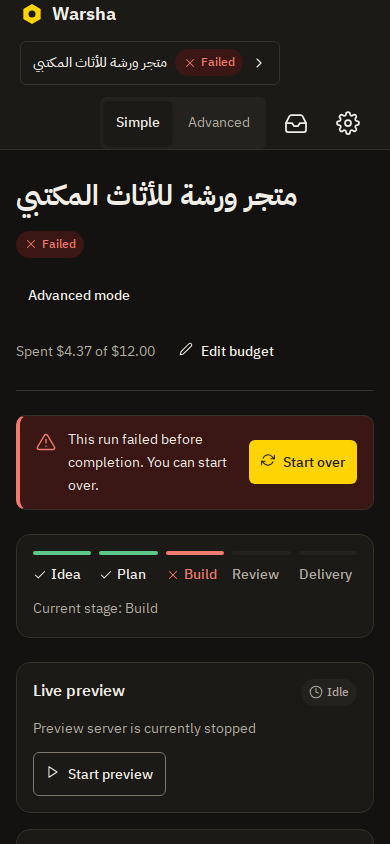 Warsha
متجر ورشة للأثاث المكتبي
Failed
Simple
Advanced
متجر ورشة للأثاث المكتبي
Failed
Advanced mode
Spent $4.37 of $12.00
Edit budget
This run failed before
completion. You can start
over.
Start over
Idea
Plan
Build
Review
Delivery
Current stage: Build
Live preview
Idle
Preview server is currently stopped
Start preview